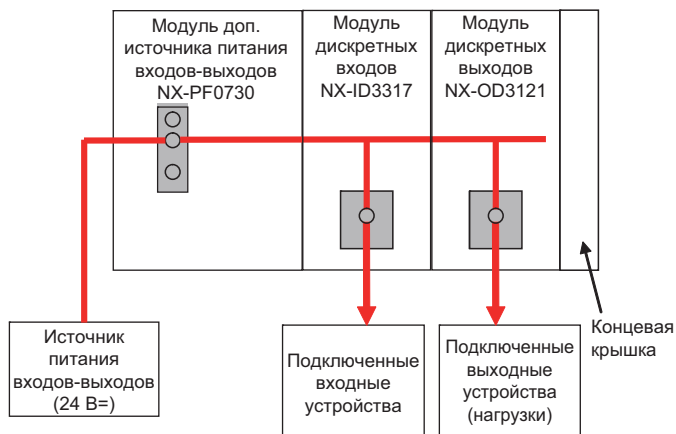 Модуль доп.
источника питания
входов-выходов
NX-PF0730
Модуль
дискретных
входов
NX-ID3317
Модуль
дискретных
выходов
NX-OD3121
Источник
питания
входов-выходов
(24 В=)
Подключенные
входные
устройства
Подключенные
выходные
устройства
(нагрузки)
Концевая
крышка